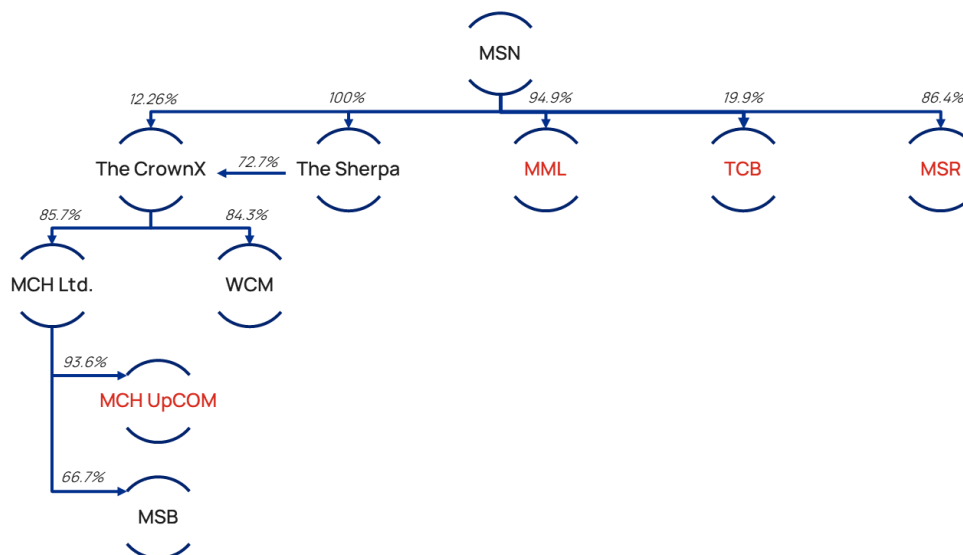 MSN
12.26%
100%
94.9%
19.9%
86.4%
The CrownX
72.7%
The Sherpa
MML
TCB
MSR
85.7%
84.3%
MCH Ltd.
WCM
93.6%
MCH UpCOM
66.7%
MSB